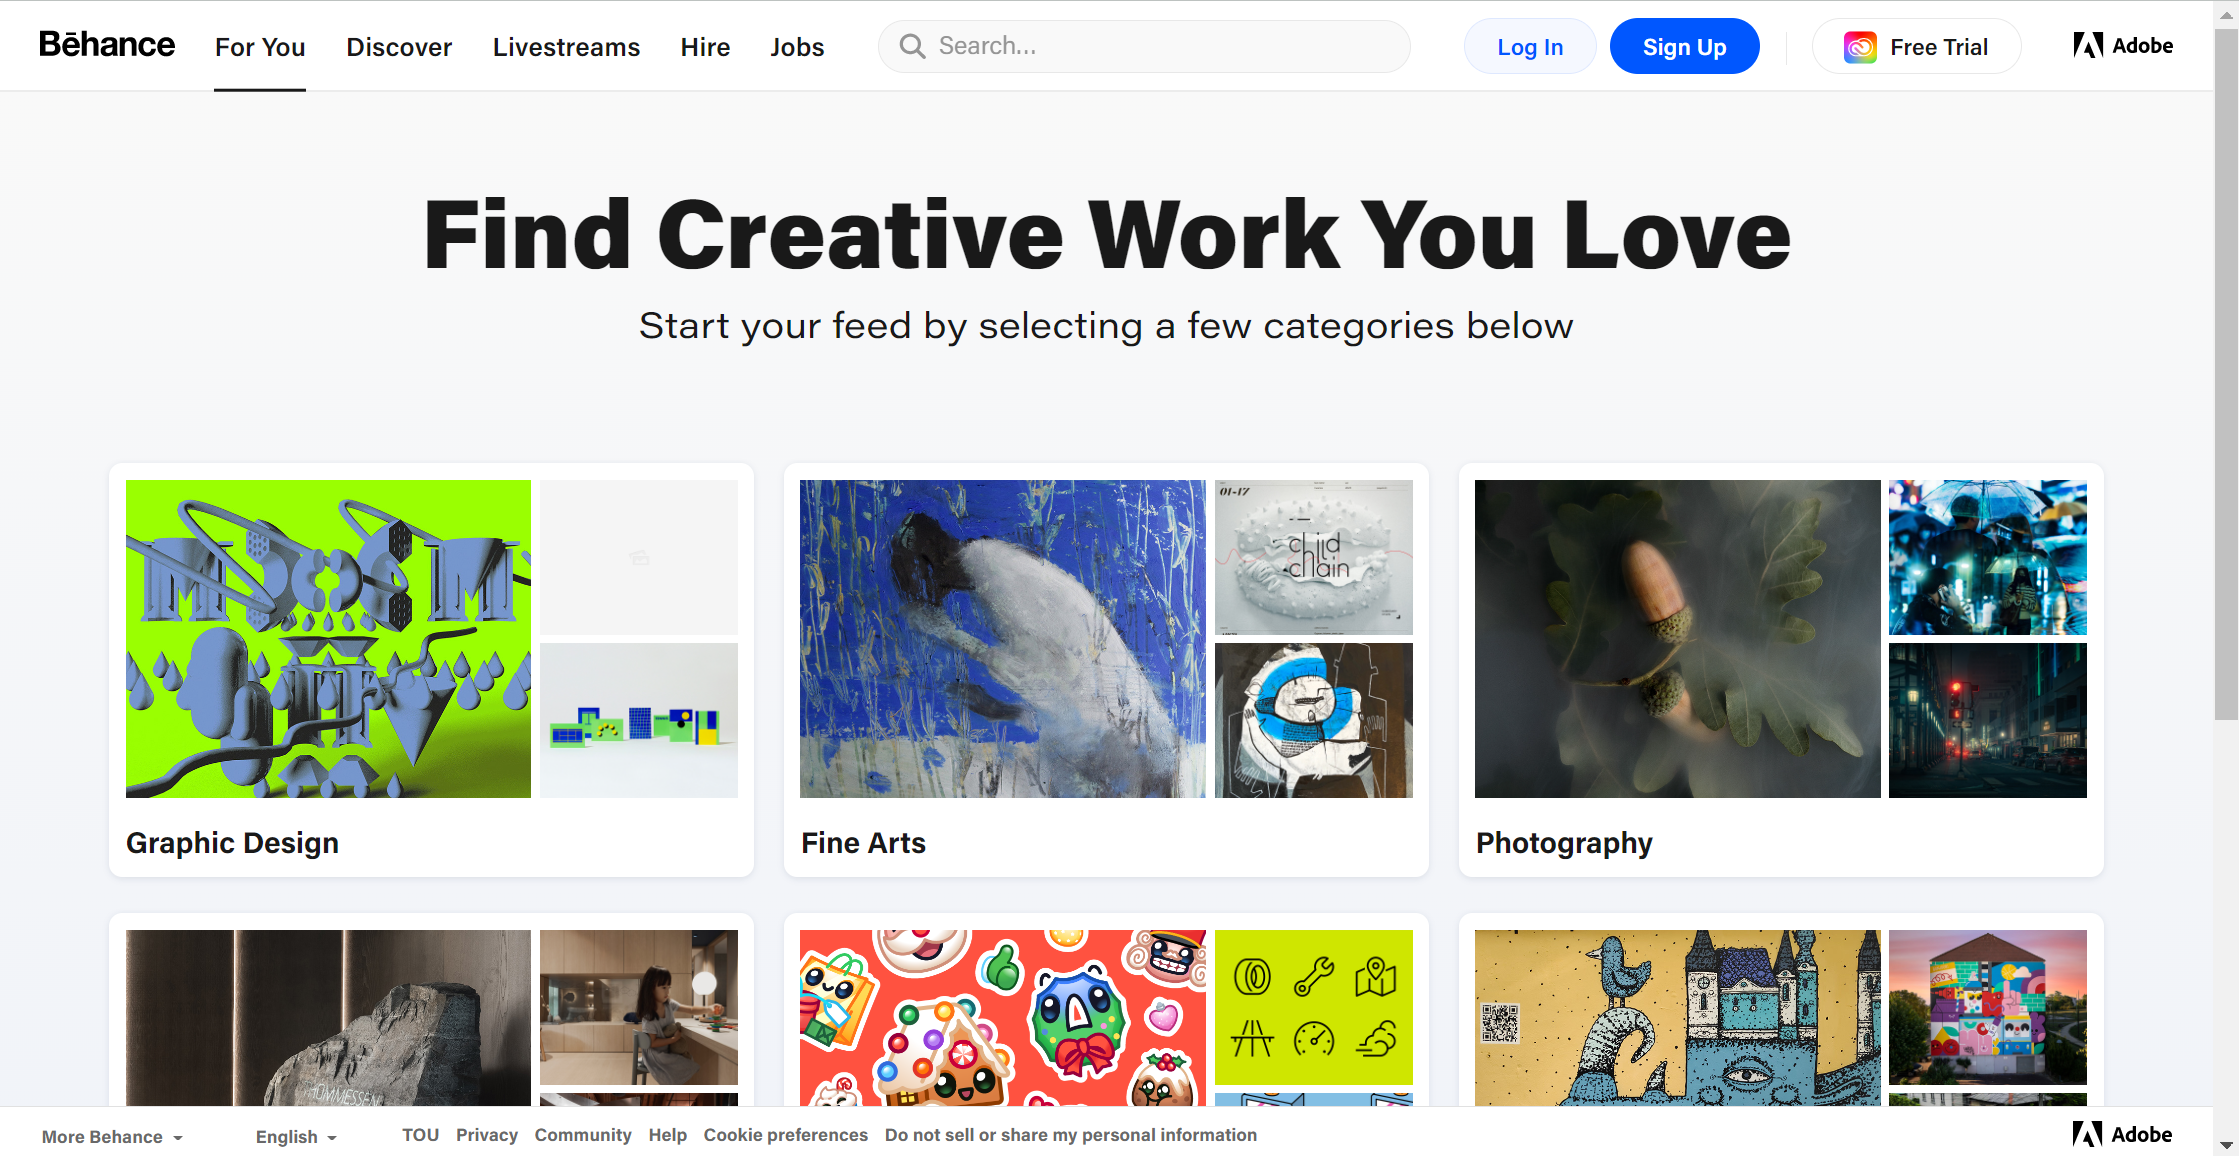 Bēhance For You Discover Livestreams Hire Jobs Search... Log In Sign Up Free Trial Adobe
Find Creative Work You Love
Start your feed by selecting a few categories below
01-17
child
chain
Graphic Design
Fine Arts
Photography
More Behance English TOU Privacy Community Help Cookie preferences Do not sell or share my personal information Adobe